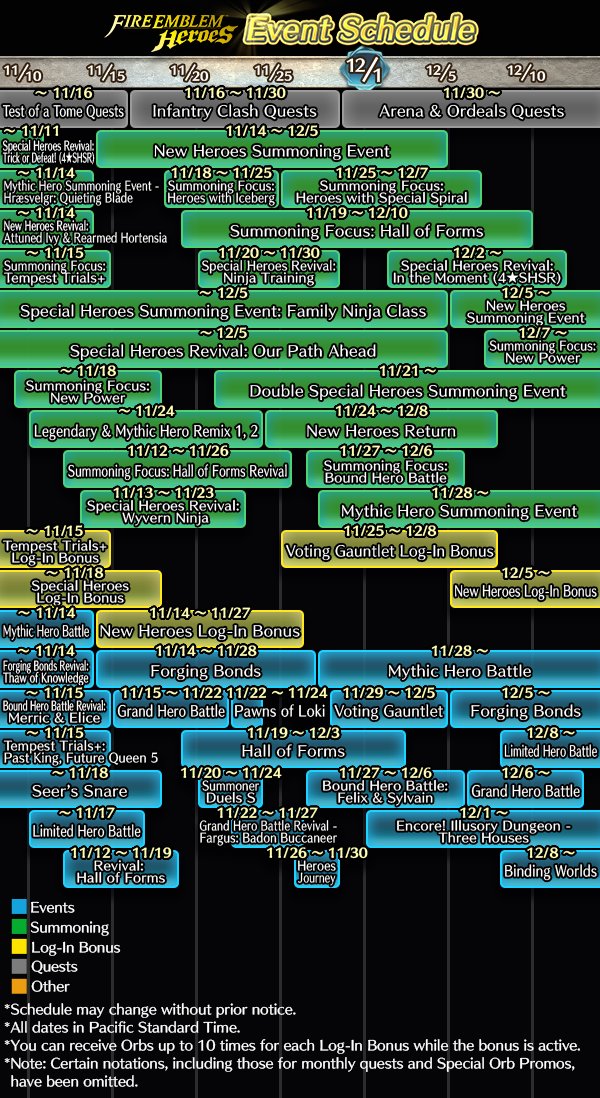 FIRE EMBLEM
Heroes
Event Schedule
11/10 11/15 11/20 11/25 12/1 12/5 12/10
~ 11/16
Test of a Tome Quests
11/16 ~ 11/30
Infantry Clash Quests
11/30 ~
Arena & Ordeals Quests
~ 11/11
Special Heroes Revival:
Trick or Defeat! (4★SHSR)
11/14 ~ 12/5
New Heroes Summoning Event
~ 11/14
Mythic Hero Summoning Event -
Hræsvelgr: Quieting Blade
11/18 ~ 11/25
Summoning Focus:
Heroes with Iceberg
11/25 ~ 12/7
Summoning Focus:
Heroes with Special Spiral
~ 11/14
New Heroes Revival:
Attuned Ivy & Rearmed Hortensia
11/19 ~ 12/10
Summoning Focus: Hall of Forms
~ 11/15
Summoning Focus:
Tempest Trials+
11/20 ~ 11/30
Special Heroes Revival:
Ninja Training
12/2 ~
Special Heroes Revival:
In the Moment (4★SHSR)
~ 12/5
Special Heroes Summoning Event: Family Ninja Class
12/5 ~
New Heroes
Summoning Event
~ 12/5
Special Heroes Revival: Our Path Ahead
12/7 ~
Summoning Focus:
New Power
~ 11/18
Summoning Focus:
New Power
11/21 ~
Double Special Heroes Summoning Event
~ 11/24
Legendary & Mythic Hero Remix 1, 2
11/24 ~ 12/8
New Heroes Return
11/12 ~ 11/26
Summoning Focus: Hall of Forms Revival
11/27 ~ 12/6
Summoning Focus:
Bound Hero Battle
11/13 ~ 11/23
Special Heroes Revival:
Wyvern Ninja
11/28 ~
Mythic Hero Summoning Event
~ 11/15
Tempest Trials+
Log-In Bonus
11/25 ~ 12/8
Voting Gauntlet Log-In Bonus
~ 11/18
Special Heroes
Log-In Bonus
12/5 ~
New Heroes Log-In Bonus
~ 11/14
Mythic Hero Battle
11/14 ~ 11/27
New Heroes Log-In Bonus
~ 11/14
Forging Bonds Revival:
Thaw of Knowledge
11/14 ~ 11/28
Forging Bonds
11/28 ~
Mythic Hero Battle
~ 11/15
Bound Hero Battle Revival:
Merric & Elice
11/15 ~ 11/22
Grand Hero Battle
11/22 ~ 11/24
Pawns of Loki
11/29 ~ 12/5
Voting Gauntlet
12/5 ~
Forging Bonds
~ 11/15
Tempest Trials+:
Past King, Future Queen 5
11/19 ~ 12/3
Hall of Forms
12/8 ~
Limited Hero Battle
~ 11/18
Seer's Snare
11/20 ~ 11/24
Summoner
Duels S
11/27 ~ 12/6
Bound Hero Battle:
Felix & Sylvain
12/6 ~
Grand Hero Battle
~ 11/17
Limited Hero Battle
11/22 ~ 11/27
Grand Hero Battle Revival -
Fargus: Badon Buccaneer
12/1 ~
Encore! Illusory Dungeon -
Three Houses
11/12 ~ 11/19
Revival:
Hall of Forms
11/26 ~ 11/30
Heroes
Journey
12/8 ~
Binding Worlds
Events
Summoning
Log-In Bonus
Quests
Other
*Schedule may change without prior notice.
*All dates in Pacific Standard Time.
*You can receive Orbs up to 10 times for each Log-In Bonus while the bonus is active.
*Note: Certain notations, including those for monthly quests and Special Orb Promos,
have been omitted.